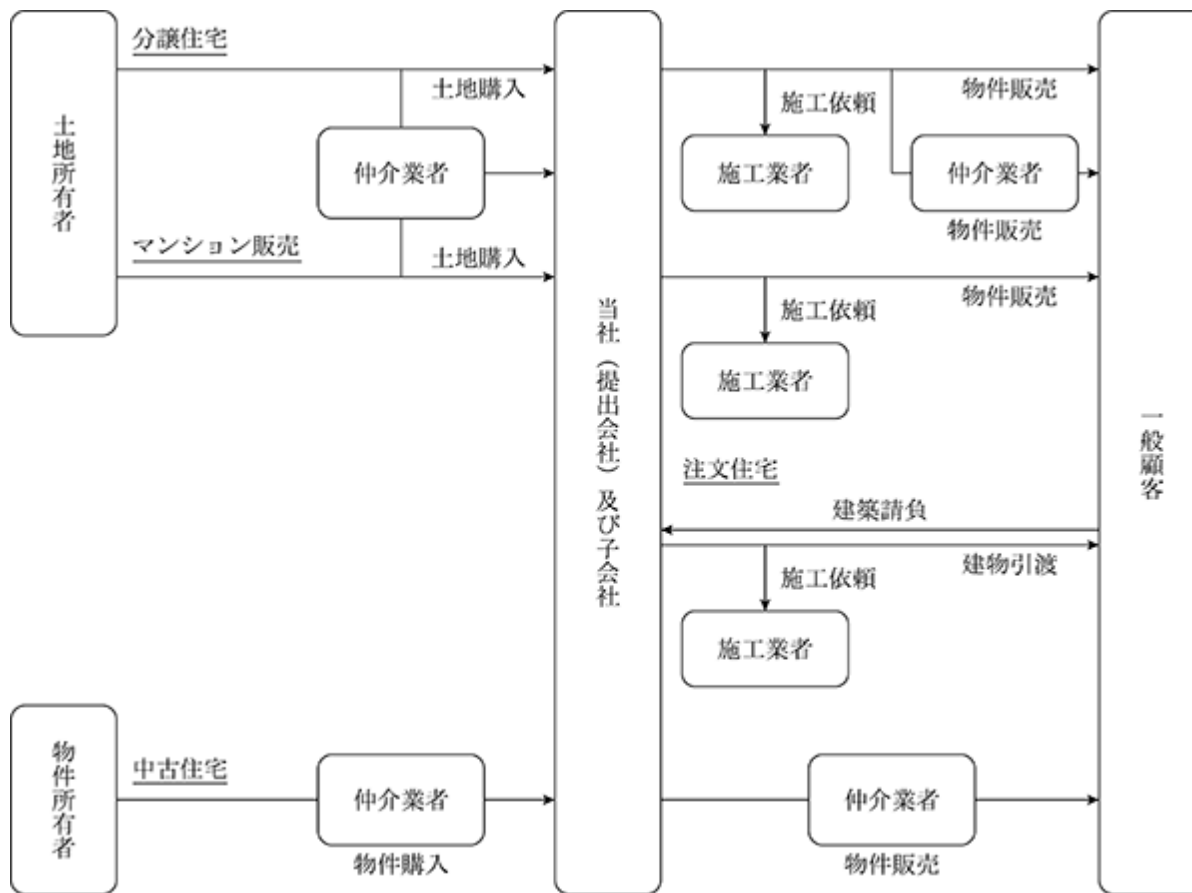 土地所有者
分譲住宅
土地購入
仲介業者
マンション販売
土地購入
物件所有者
中古住宅
仲介業者
物件購入
当社（提出会社）及び子会社
物件販売
施工依頼
施工業者
仲介業者
物件販売
物件販売
施工依頼
施工業者
注文住宅
建築請負
建物引渡
施工依頼
施工業者
仲介業者
物件販売
一般顧客